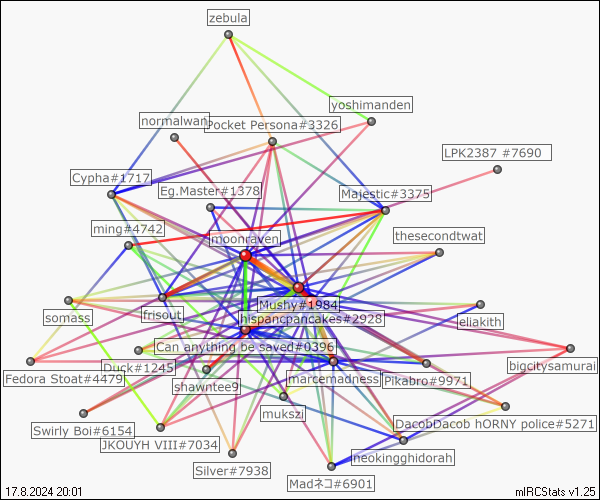 zebula
yoshimanden
normalwan
Pocket Persona#3326
LPK2387 #7690
Cypha#1717
Eg.Master#1378
Majestic#3375
ming#4742
moonraven
thesecondtwat
Mushy#1984
somass
frisout
hispancpancakes#2928
eliakith
Can anything be saved#0396
Duck#1245
bigcitysamurai
Fedora Stoat#4479
shawntee9
marcemadness
Pikabro#9971
mukszi
DacobDacob hORNY police#5271
Swirly Boi#6154
JKOUYH VIII#7034
neokingghidorah
Silver#7938
Madネコ#6901
17.8.2024 20:01
mIRCStats v1.25